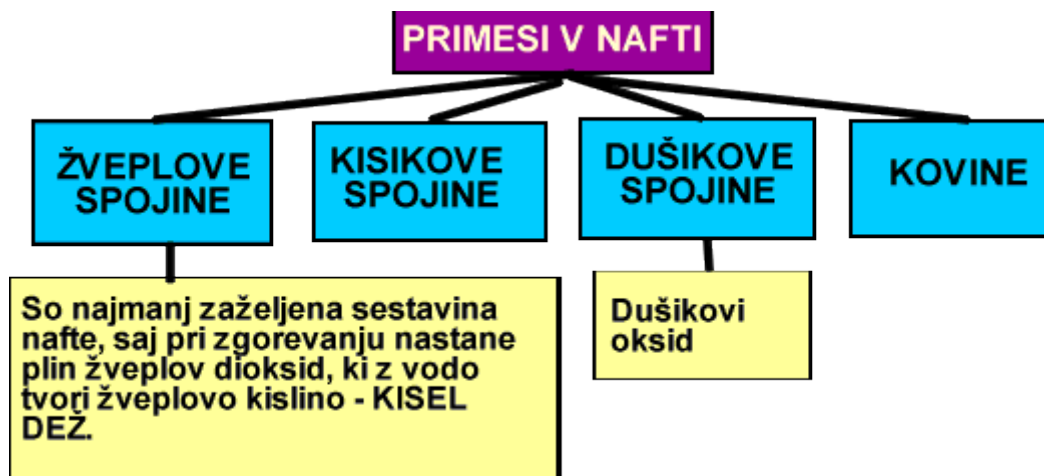 PRIMESI V NAFTI
ŽVEPLOVE
SPOJINE
KISIKOVE
SPOJINE
DUŠIKOVE
SPOJINE
KOVINE
So najmanj zaželjena sestavina
nafte, saj pri zgorevanju nastane
plin žveplov dioksid, ki z vodo
tvori žveplovo kislino - KISEL
DEŽ.
Dušikovi
oksid